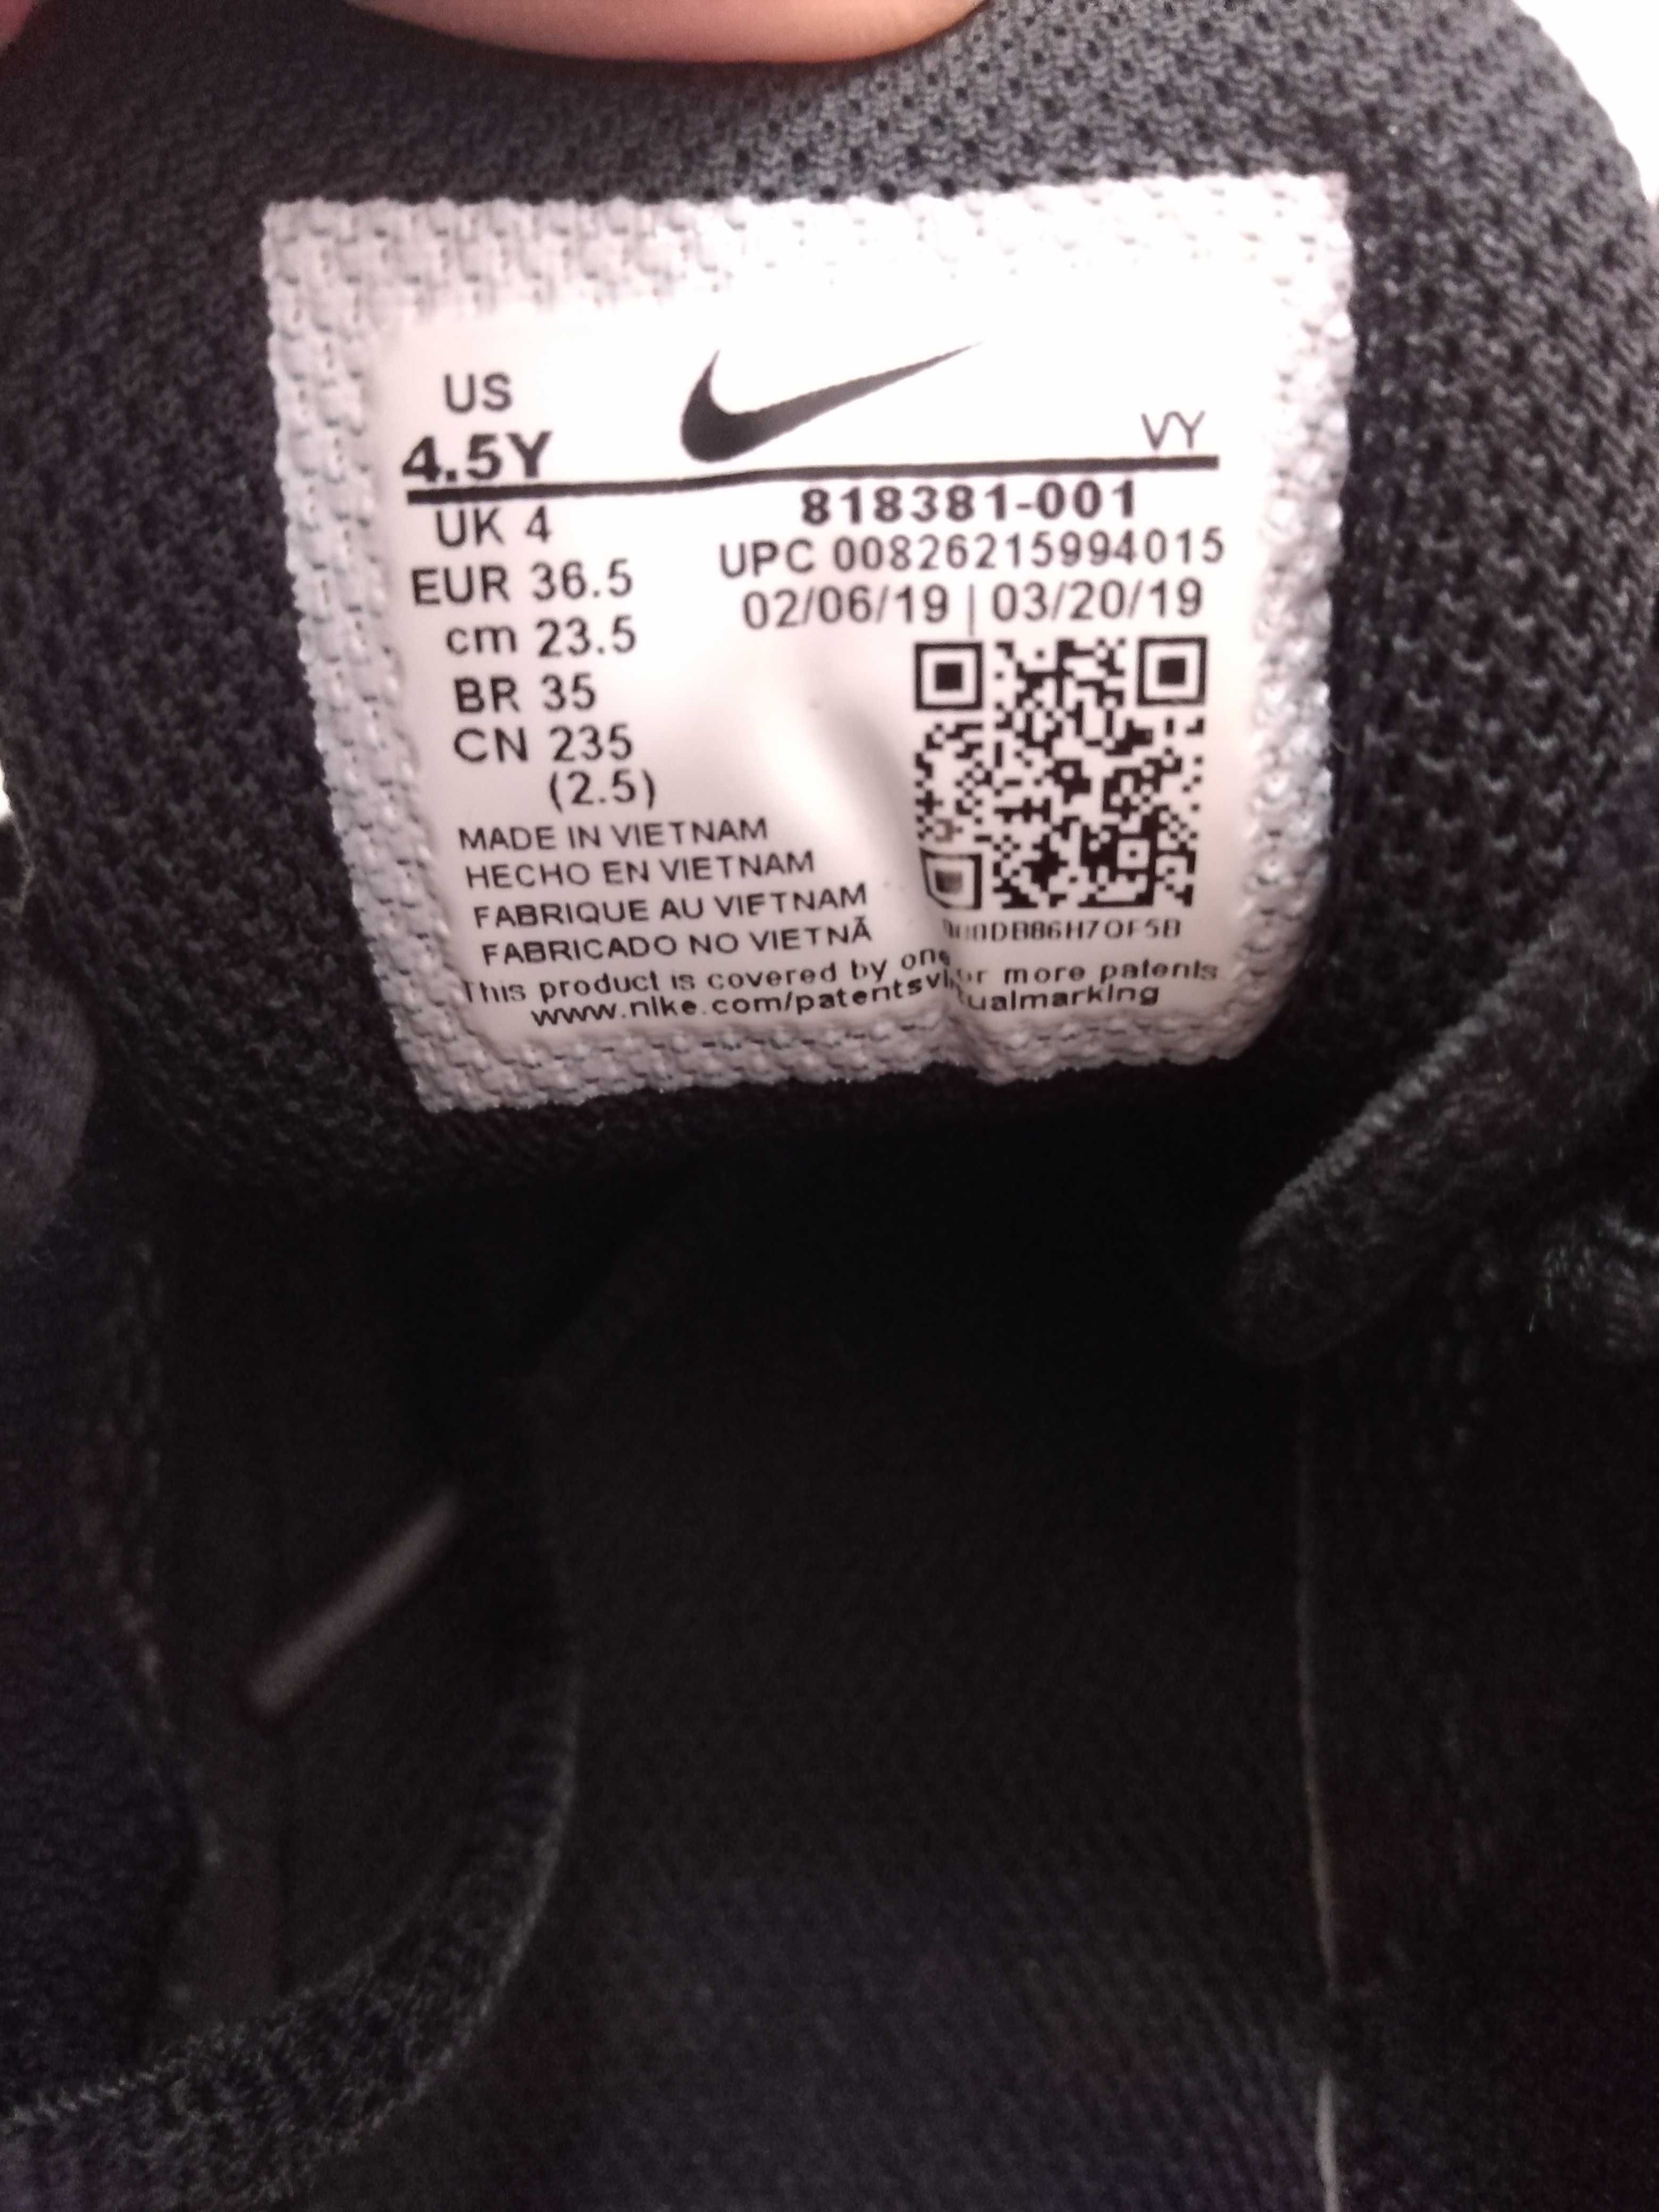 US
4.5Y
VY
UK 4
EUR 36.5
cm 23.5
BR 35
CN 235
(2.5)
818381-001
UPC 00826215994015
02/06/19 | 03/20/19
MADE IN VIETNAM
HECHO EN VIETNAM
FABRIQUE AU VIETNAM
FABRICADO NO VIETNÃ
This product is covered by one or more patents
www.nike.com/patentsvirtualmarking